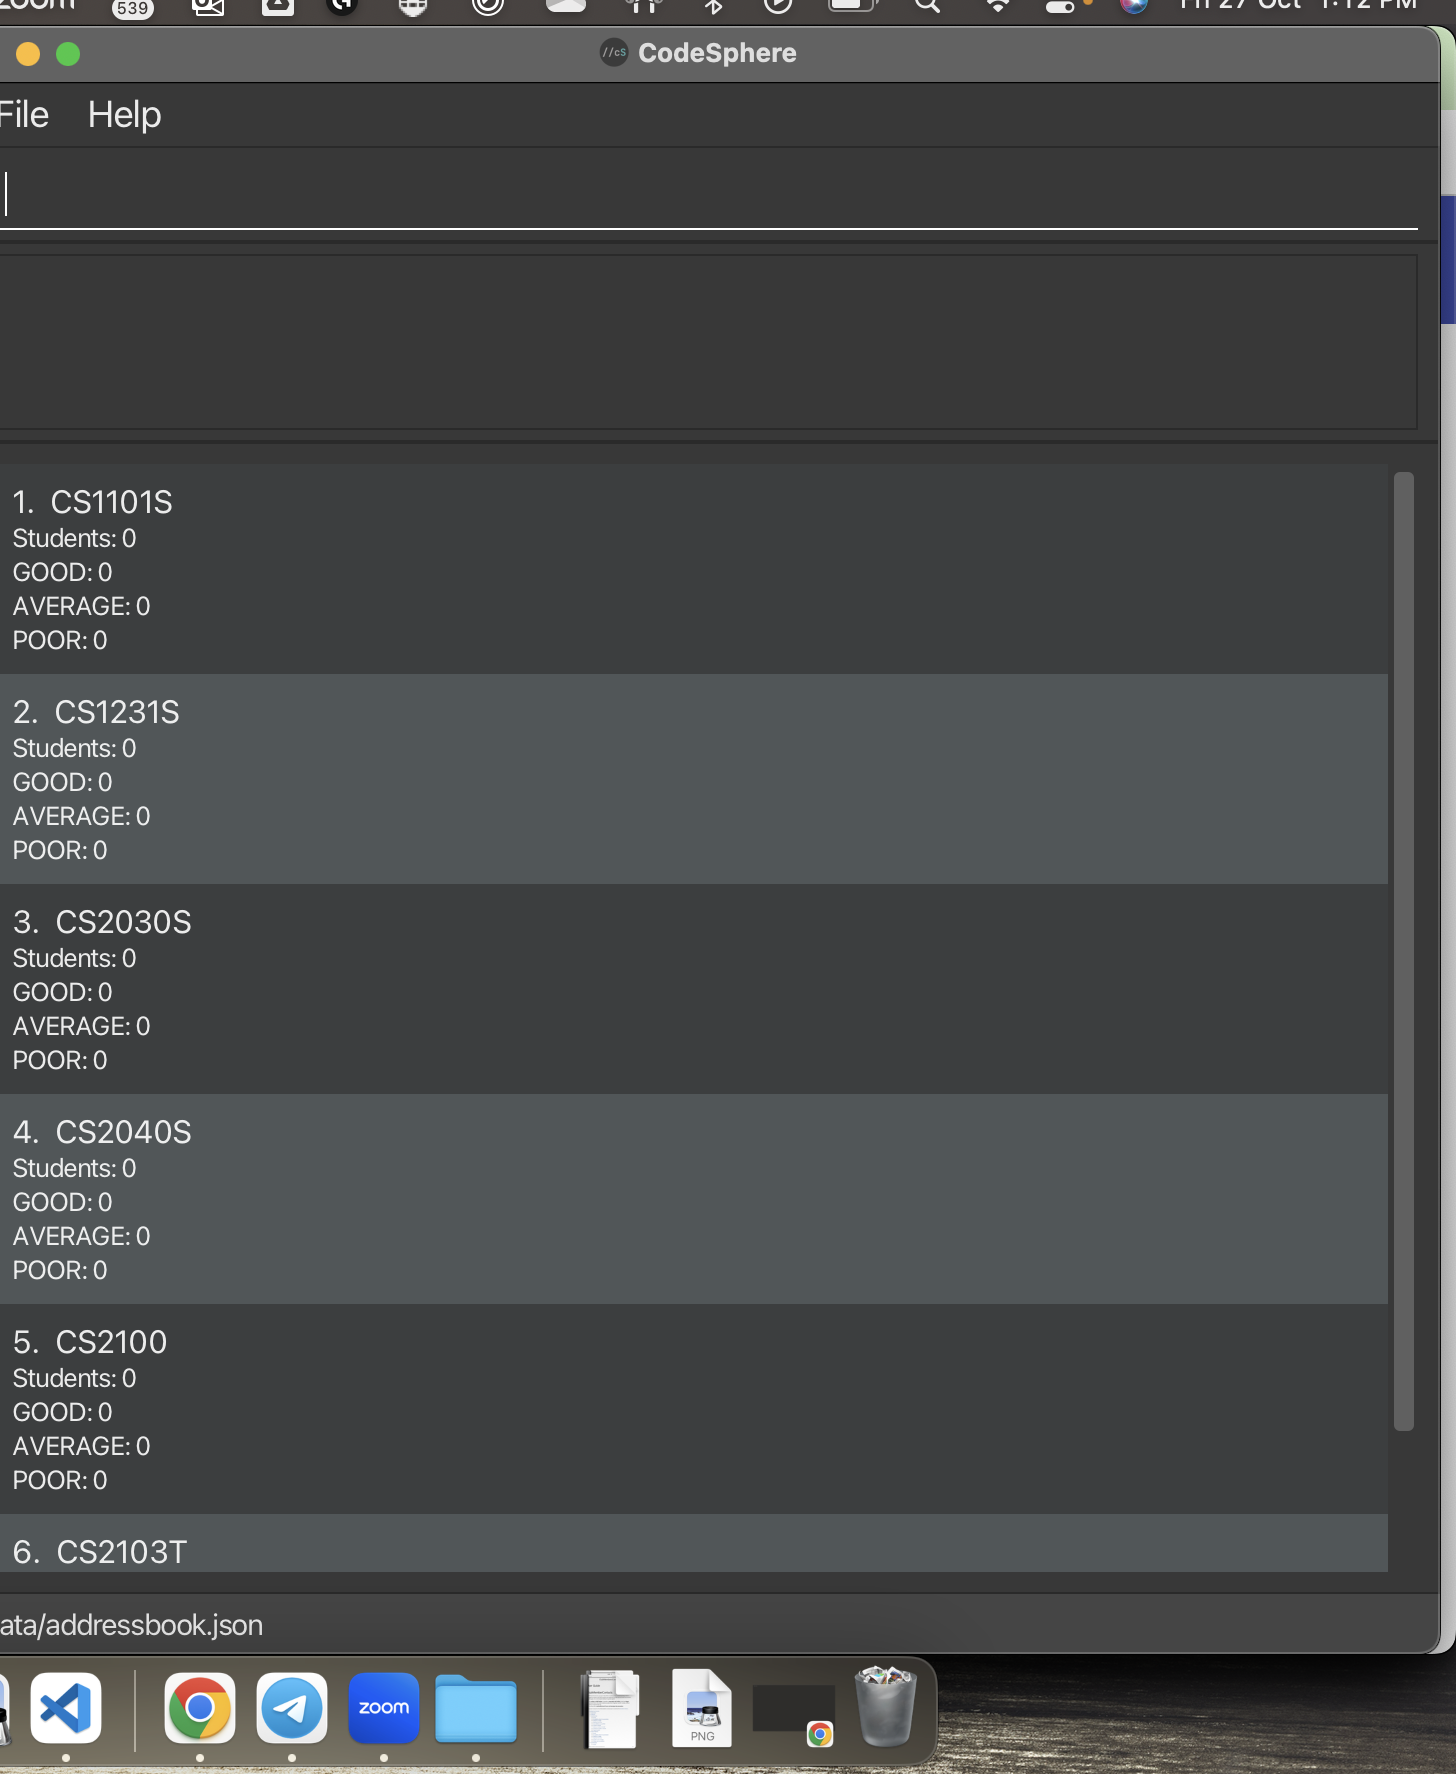 zoom 539 Fri 27 Oct 1:12 PM
//cS CodeSphere
File Help
1. CS1101S
Students: 0
GOOD: 0
AVERAGE: 0
POOR: 0
2. CS1231S
Students: 0
GOOD: 0
AVERAGE: 0
POOR: 0
3. CS2030S
Students: 0
GOOD: 0
AVERAGE: 0
POOR: 0
4. CS2040S
Students: 0
GOOD: 0
AVERAGE: 0
POOR: 0
5. CS2100
Students: 0
GOOD: 0
AVERAGE: 0
POOR: 0
6. CS2103T
ata/addressbook.json
zoom
PNG